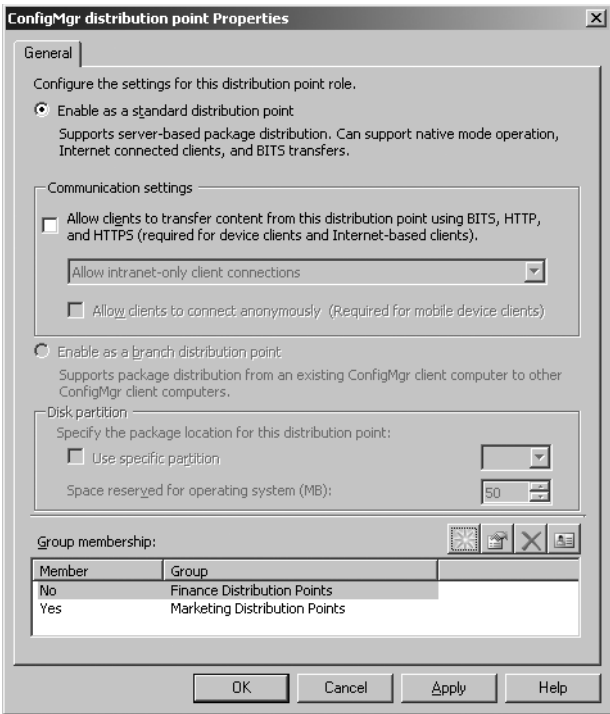 ConfigMgr distribution point Properties
General
Configure the settings for this distribution point role.
Enable as a standard distribution point
Supports server-based package distribution. Can support native mode operation,
Internet connected clients, and BITS transfers.
Communication settings
Allow clients to transfer content from this distribution point using BITS, HTTP,
and HTTPS (required for device clients and Internet-based clients).
Allow intranet-only client connections
Allow clients to connect anonymously (Required for mobile device clients)
Enable as a branch distribution point
Supports package distribution from an existing ConfigMgr client computer to other
ConfigMgr client computers.
Disk partition
Specify the package location for this distribution point:
Use specific partition
Space reserved for operating system (MB): 50
Group membership:
Member Group
No Finance Distribution Points
Yes Marketing Distribution Points
OK Cancel Apply Help